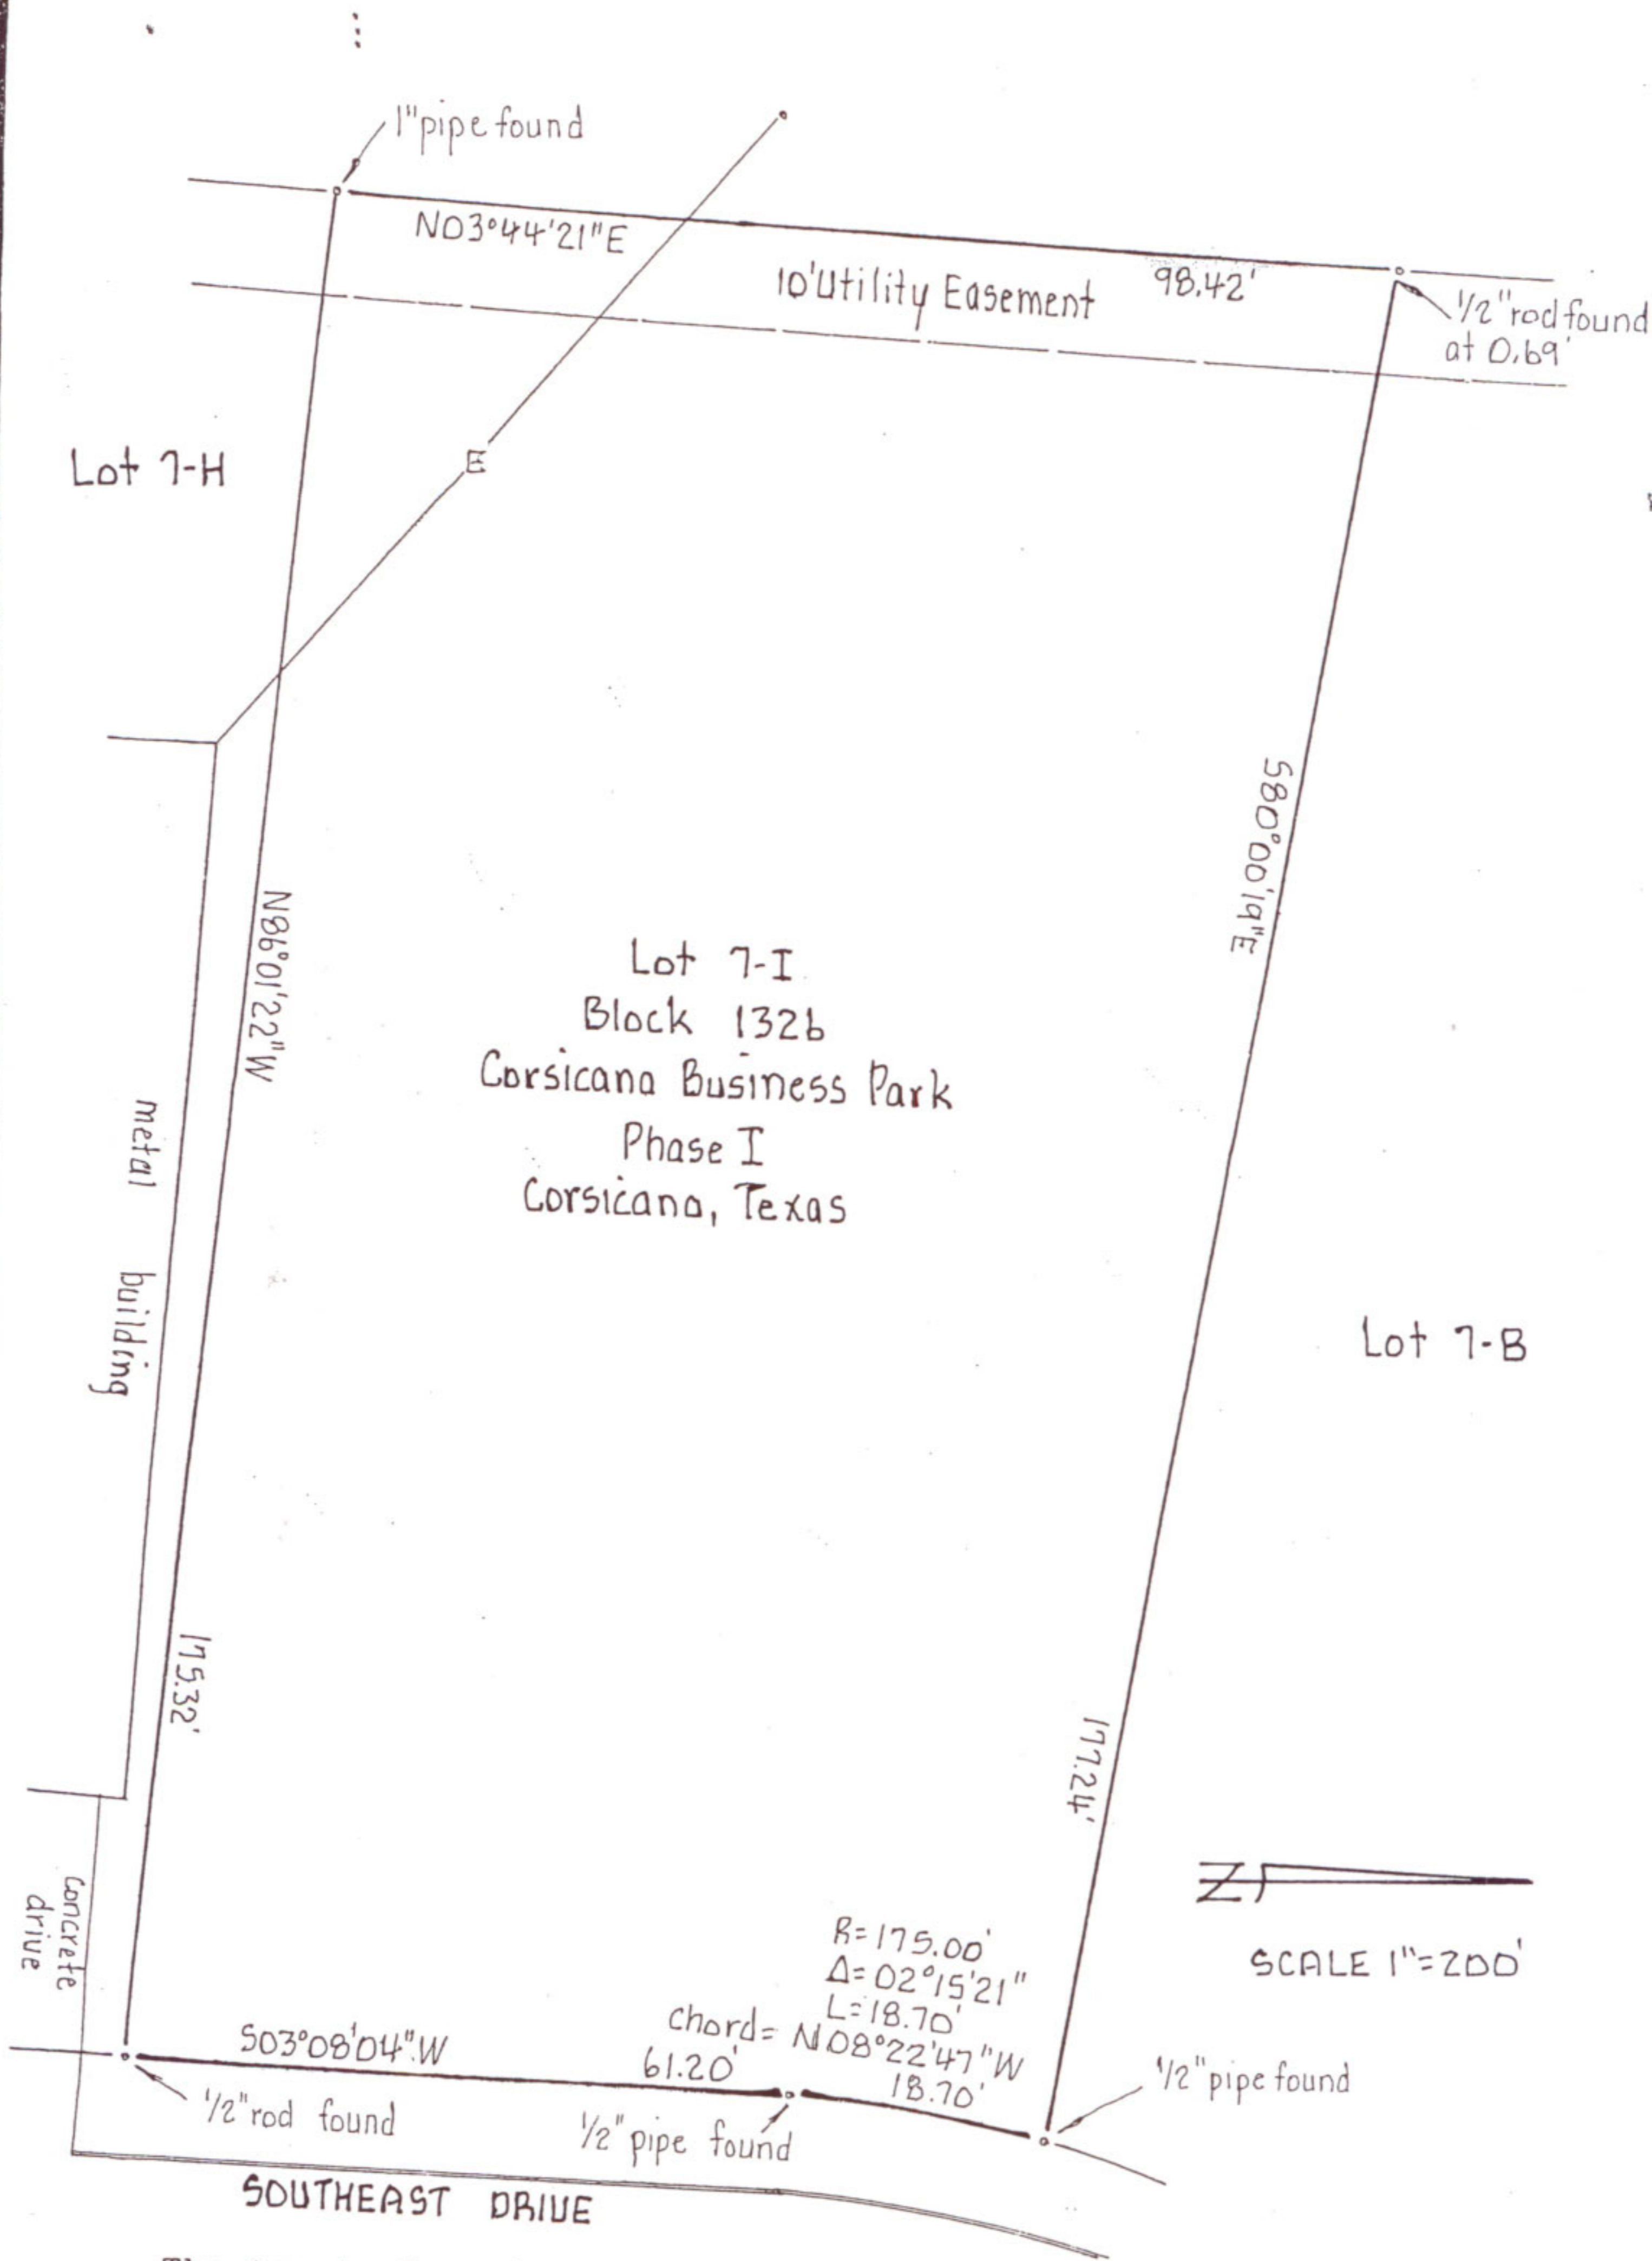 1" pipe found
N03°44'21"E
10' Utility Easement
98.42'
1/2" rod found
at 0.69'
E
Lot 7-H
S80°00'19"E
N86°01'22"W
Lot 7-I
Block 1326
Corsicana Business Park
Phase I
Corsicana, Texas
metal building
Lot 7-B
175.32'
177.24'
concrete
drive
N
SCALE 1"=200'
R=175.00'
Δ=02°15'21"
L=18.70'
chord= N08°22'47"W
18.70'
S03°08'04".W
61.20'
1/2" rod found
1/2" pipe found
1/2" pipe found
SOUTHEAST DRIVE